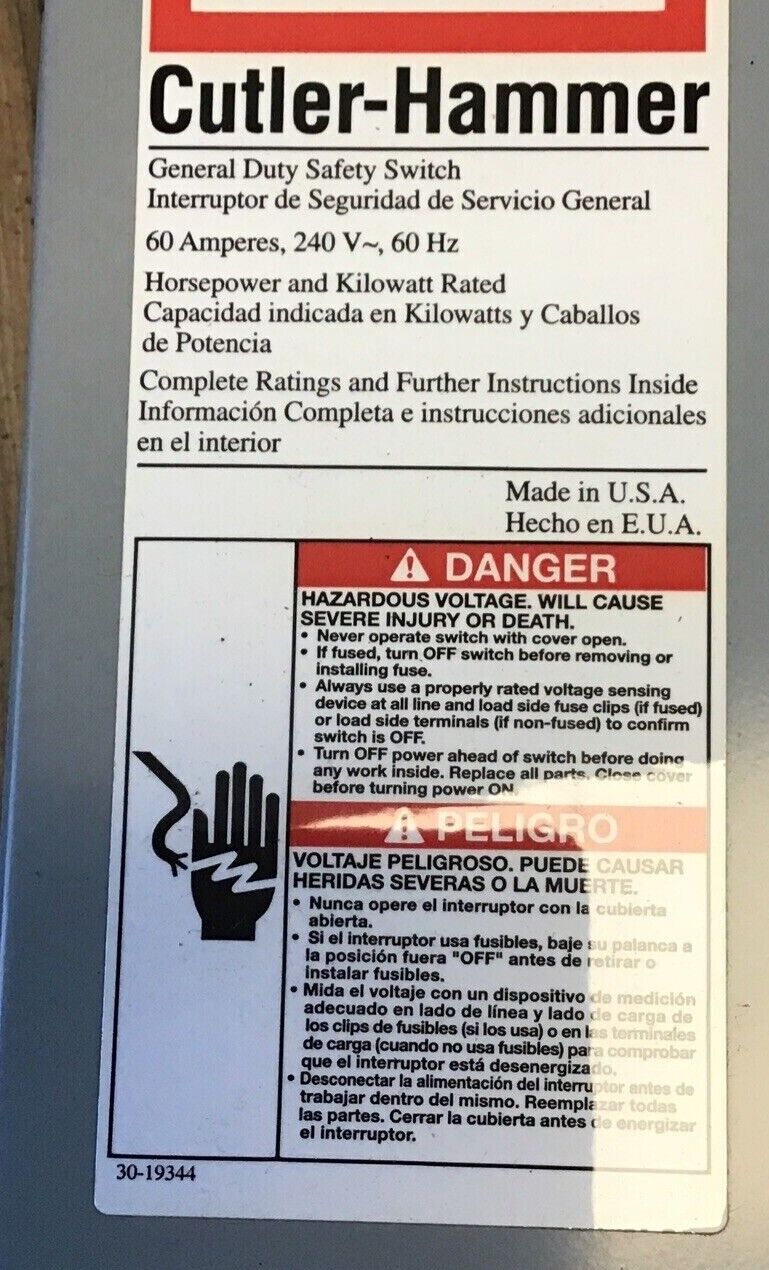 Cutler-Hammer
General Duty Safety Switch
Interruptor de Seguridad de Servicio General
60 Amperes, 240 V~, 60 Hz
Horsepower and Kilowatt Rated
Capacidad indicada en Kilowatts y Caballos
de Potencia
Complete Ratings and Further Instructions Inside
Información Completa e instrucciones adicionales
en el interior
Made in U.S.A.
Hecho en E.U.A.
DANGER
HAZARDOUS VOLTAGE. WILL CAUSE
SEVERE INJURY OR DEATH.
• Never operate switch with cover open.
• If fused, turn OFF switch before removing or
installing fuse.
• Always use a properly rated voltage sensing
device at all line and load side fuse clips (if fused)
or load side terminals (if non-fused) to confirm
switch is OFF.
• Turn OFF power ahead of switch before doing
any work inside. Replace all parts. Close cover
before turning power ON.
PELIGRO
VOLTAJE PELIGROSO. PUEDE CAUSAR
HERIDAS SEVERAS O LA MUERTE.
• Nunca opere el interruptor con la cubierta
abierta.
• Si el interruptor usa fusibles, baje su palanca a
la posición fuera "OFF" antes de retirar o
instalar fusibles.
• Mida el voltaje con un dispositivo de medición
adecuado en lado de línea y lado de carga de
los clips de fusibles (si los usa) o en las terminales
de carga (cuando no usa fusibles) para comprobar
que el interruptor está desenergizado.
• Desconectar la alimentación del interruptor antes de
trabajar dentro del mismo. Reemplazar todas
las partes. Cerrar la cubierta antes de energizar
el interruptor.
30-19344